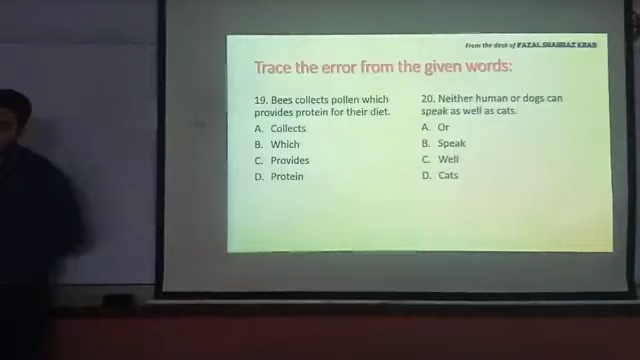 From the desk of FAZAL SHAHBAZ KHAN
Trace the error from the given words:
19. Bees collects pollen which
provides protein for their diet.
A. Collects
B. Which
C. Provides
D. Protein
20. Neither human or dogs can
speak as well as cats.
A. Or
B. Speak
C. Well
D. Cats